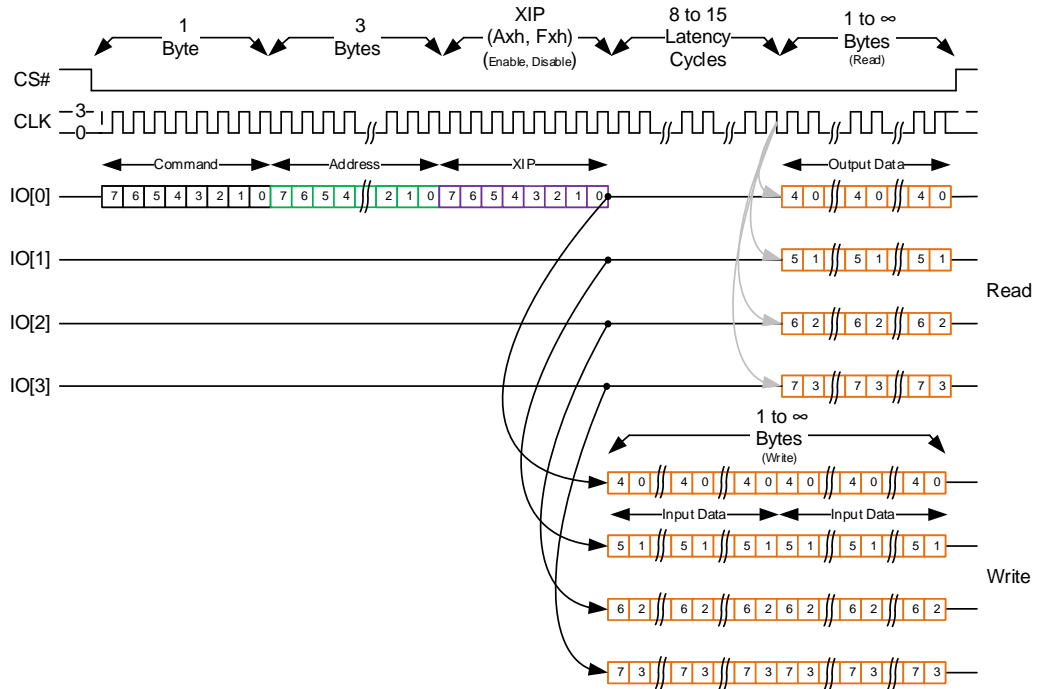 1 Byte
3 Bytes
XIP (Axh, Fxh) (Enable, Disable)
8 to 15 Latency Cycles
1 to ∞ Bytes (Read)
CS#
CLK
3
0
Command Address XIP Output Data
IO[0] 7 6 5 4 3 2 1 0 7 6 5 4 2 1 0 7 6 5 4 3 2 1 0 4 0 4 0 4 0
IO[1] 5 1 5 1 5 1
Read
IO[2] 6 2 6 2 6 2
IO[3] 7 3 7 3 7 3
1 to ∞
Bytes
(Write)
4 0 4 0 4 0 4 0 4 0 4 0
Input Data Input Data
5 1 5 1 5 1 5 1 5 1 5 1
Write
6 2 6 2 6 2 6 2 6 2 6 2
7 3 7 3 7 3 7 3 7 3 7 3